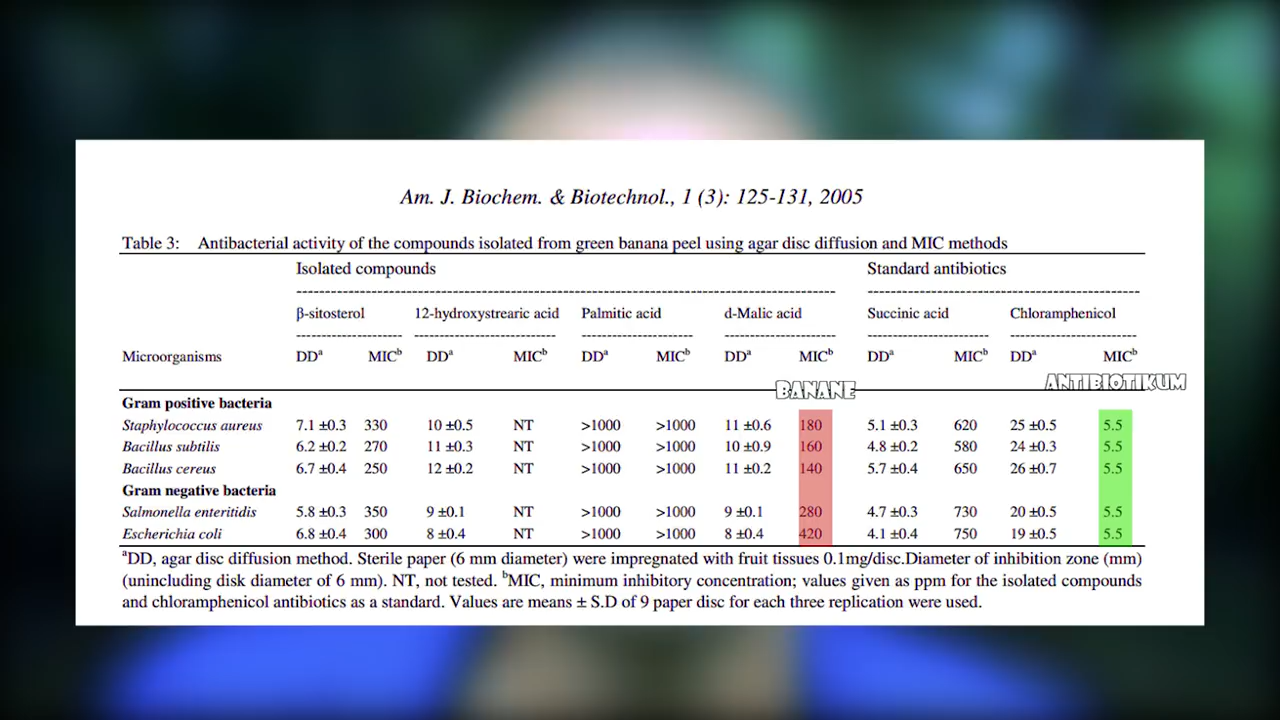 Am. J. Biochem. & Biotechnol., 1 (3): 125-131, 2005
Table 3: Antibacterial activity of the compounds isolated from green banana peel using agar disc diffusion and MIC methods
Isolated compounds Standard antibiotics
β-sitosterol 12-hydroxystrearic acid Palmitic acid d-Malic acid Succinic acid Chloramphenicol
Microorganisms DDa MICb DDa MICb DDa MICb DDa MICb DDa MICb DDa MICb
BANANE ANTIBIOTIKUM
Gram positive bacteria
Staphylococcus aureus 7.1 ±0.3 330 10 ±0.5 NT >1000 >1000 11 ±0.6 180 5.1 ±0.3 620 25 ±0.5 5.5
Bacillus subtilis 6.2 ±0.2 270 11 ±0.3 NT >1000 >1000 10 ±0.9 160 4.8 ±0.2 580 24 ±0.3 5.5
Bacillus cereus 6.7 ±0.4 250 12 ±0.2 NT >1000 >1000 11 ±0.2 140 5.7 ±0.4 650 26 ±0.7 5.5
Gram negative bacteria
Salmonella enteritidis 5.8 ±0.3 350 9 ±0.1 NT >1000 >1000 9 ±0.1 280 4.7 ±0.3 730 20 ±0.5 5.5
Escherichia coli 6.8 ±0.4 300 8 ±0.4 NT >1000 >1000 8 ±0.4 420 4.1 ±0.4 750 19 ±0.5 5.5
aDD, agar disc diffusion method. Sterile paper (6 mm diameter) were impregnated with fruit tissues 0.1mg/disc.Diameter of inhibition zone (mm)
(unincluding disk diameter of 6 mm). NT, not tested. bMIC, minimum inhibitory concentration; values given as ppm for the isolated compounds
and chloramphenicol antibiotics as a standard. Values are means ± S.D of 9 paper disc for each three replication were used.